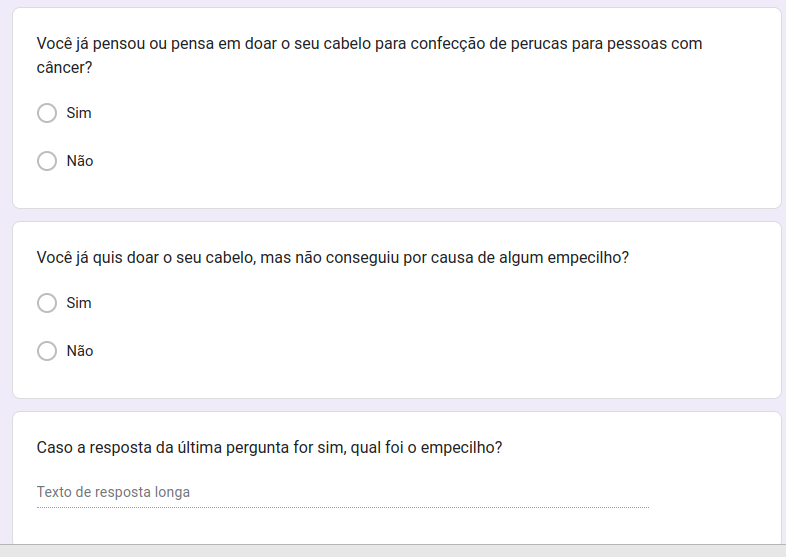 Você já pensou ou pensa em doar o seu cabelo para confecção de perucas para pessoas com
câncer?
Sim
Não
Você já quis doar o seu cabelo, mas não conseguiu por causa de algum empecilho?
Sim
Não
Caso a resposta da última pergunta for sim, qual foi o empecilho?
Texto de resposta longa